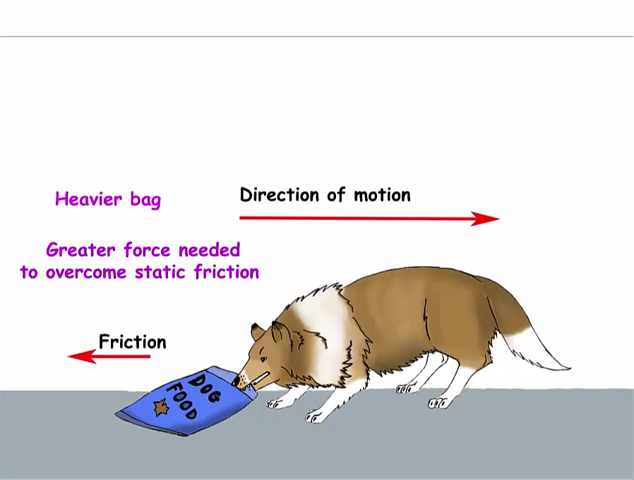 Heavier bag
Direction of motion
Greater force needed
to overcome static friction
Friction
DOG
FOOD